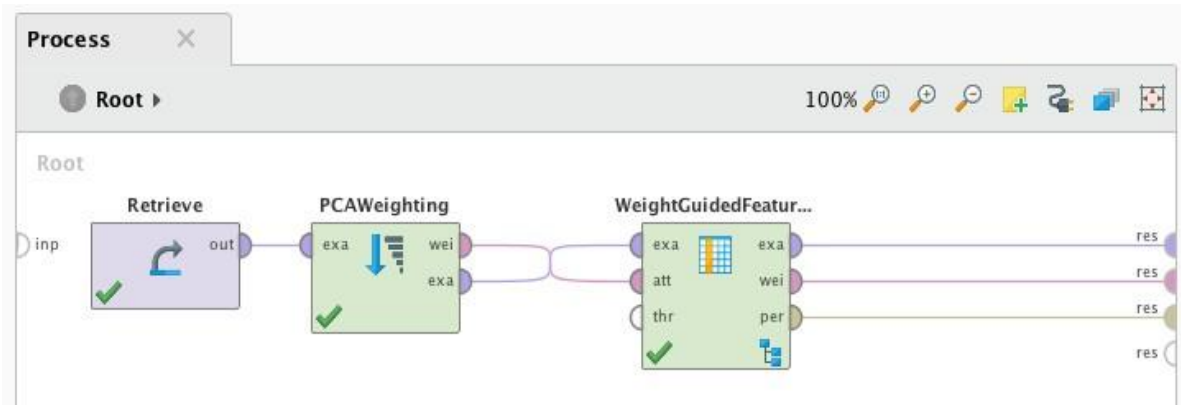 Process
Root
100%
Root
Retrieve PCAWeighting WeightGuidedFeatur...
inp out exa wei exa exa res
exa att wei res
thr per res
res